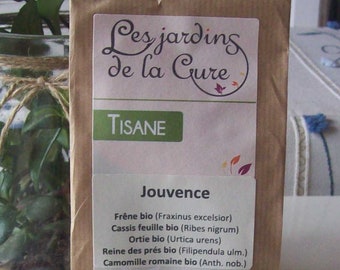 Les jardins
de la Cure
TISANE
Jouvence
Frêne bio (Fraxinus excelsior)
Cassis feuille bio (Ribes nigrum)
Ortie bio (Urtica urens)
Reine des prés bio (Filipendula ulm.)
Camomille romaine bio (Anth. nob.)